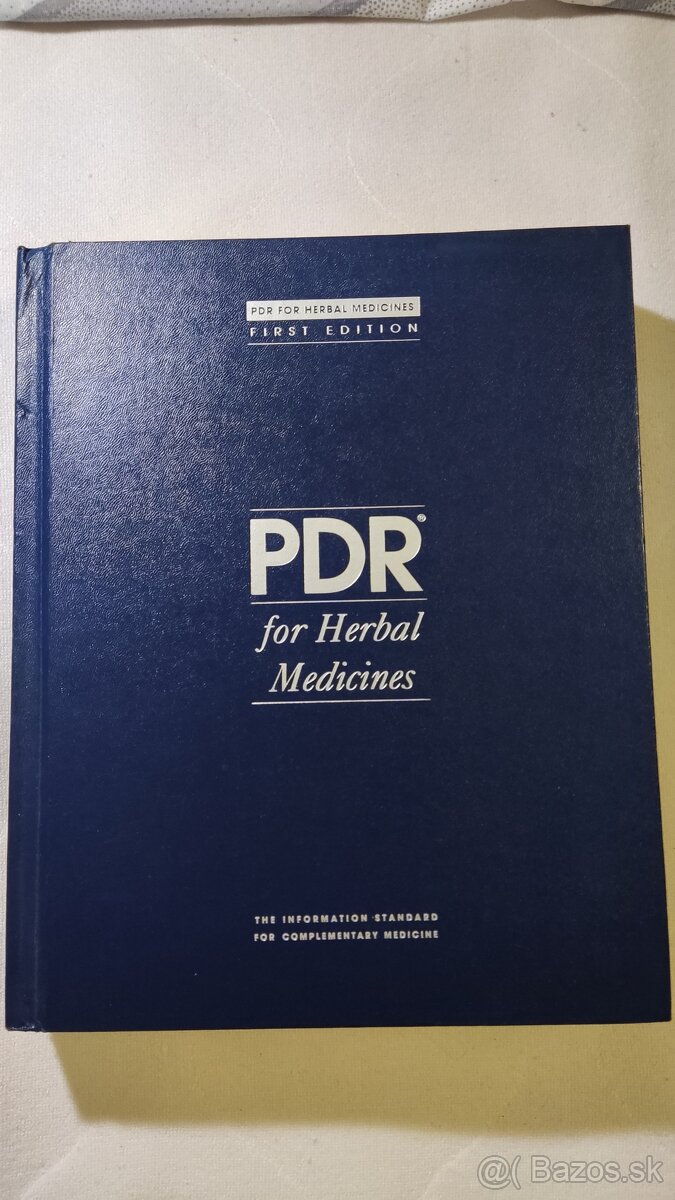 PDR FOR HERBAL MEDICINES
FIRST EDITION
PDR®
for Herbal
Medicines
THE INFORMATION STANDARD
FOR COMPLEMENTARY MEDICINE
@( Bazos.sk